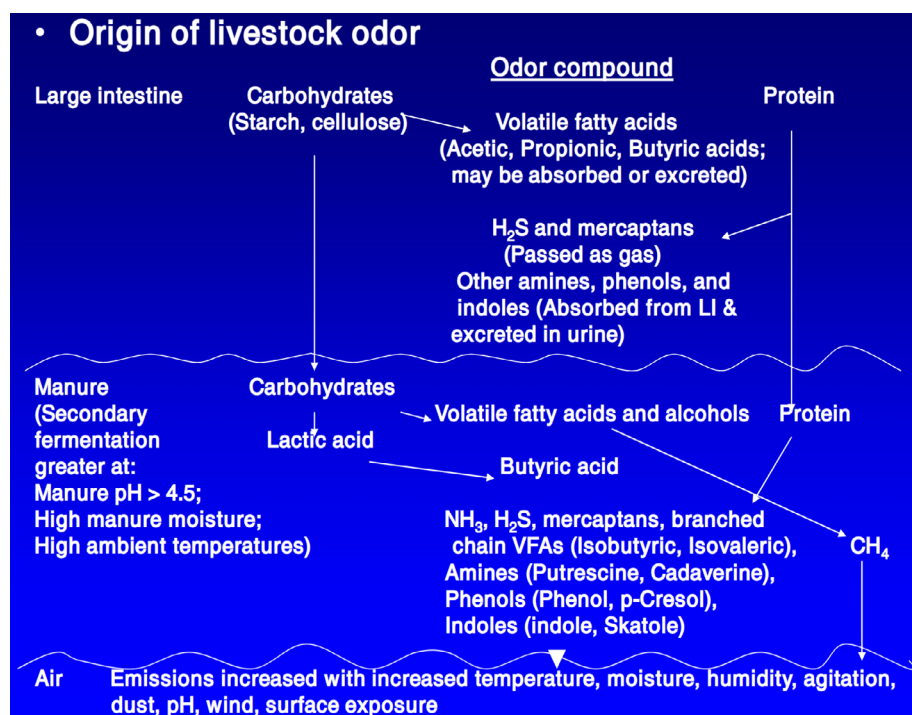 • Origin of livestock odor
Odor compound
Large intestine
Carbohydrates
(Starch, cellulose)
Protein
Volatile fatty acids
(Acetic, Propionic, Butyric acids;
may be absorbed or excreted)
H₂S and mercaptans
(Passed as gas)
Other amines, phenols, and
indoles (Absorbed from LI &
excreted in urine)
Manure
(Secondary
fermentation
greater at:
Manure pH > 4.5;
High manure moisture;
High ambient temperatures)
Carbohydrates
Lactic acid
Volatile fatty acids and alcohols
Protein
Butyric acid
NH₃, H₂S, mercaptans, branched
chain VFAs (Isobutyric, Isovaleric),
Amines (Putrescine, Cadaverine),
Phenols (Phenol, p-Cresol),
Indoles (indole, Skatole)
CH₄
Air
Emissions increased with increased temperature, moisture, humidity, agitation,
dust, pH, wind, surface exposure